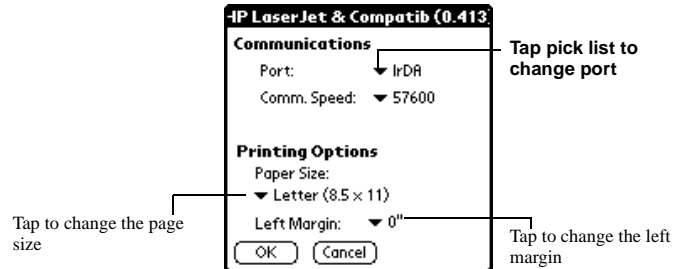 HP LaserJet & Compatib (0.413
Communications
Port: IrDA
Comm. Speed: 57600
Tap pick list to
change port
Printing Options
Paper Size:
Letter (8.5 x 11)
Left Margin: 0"
OK Cancel
Tap to change the page
size
Tap to change the left
margin